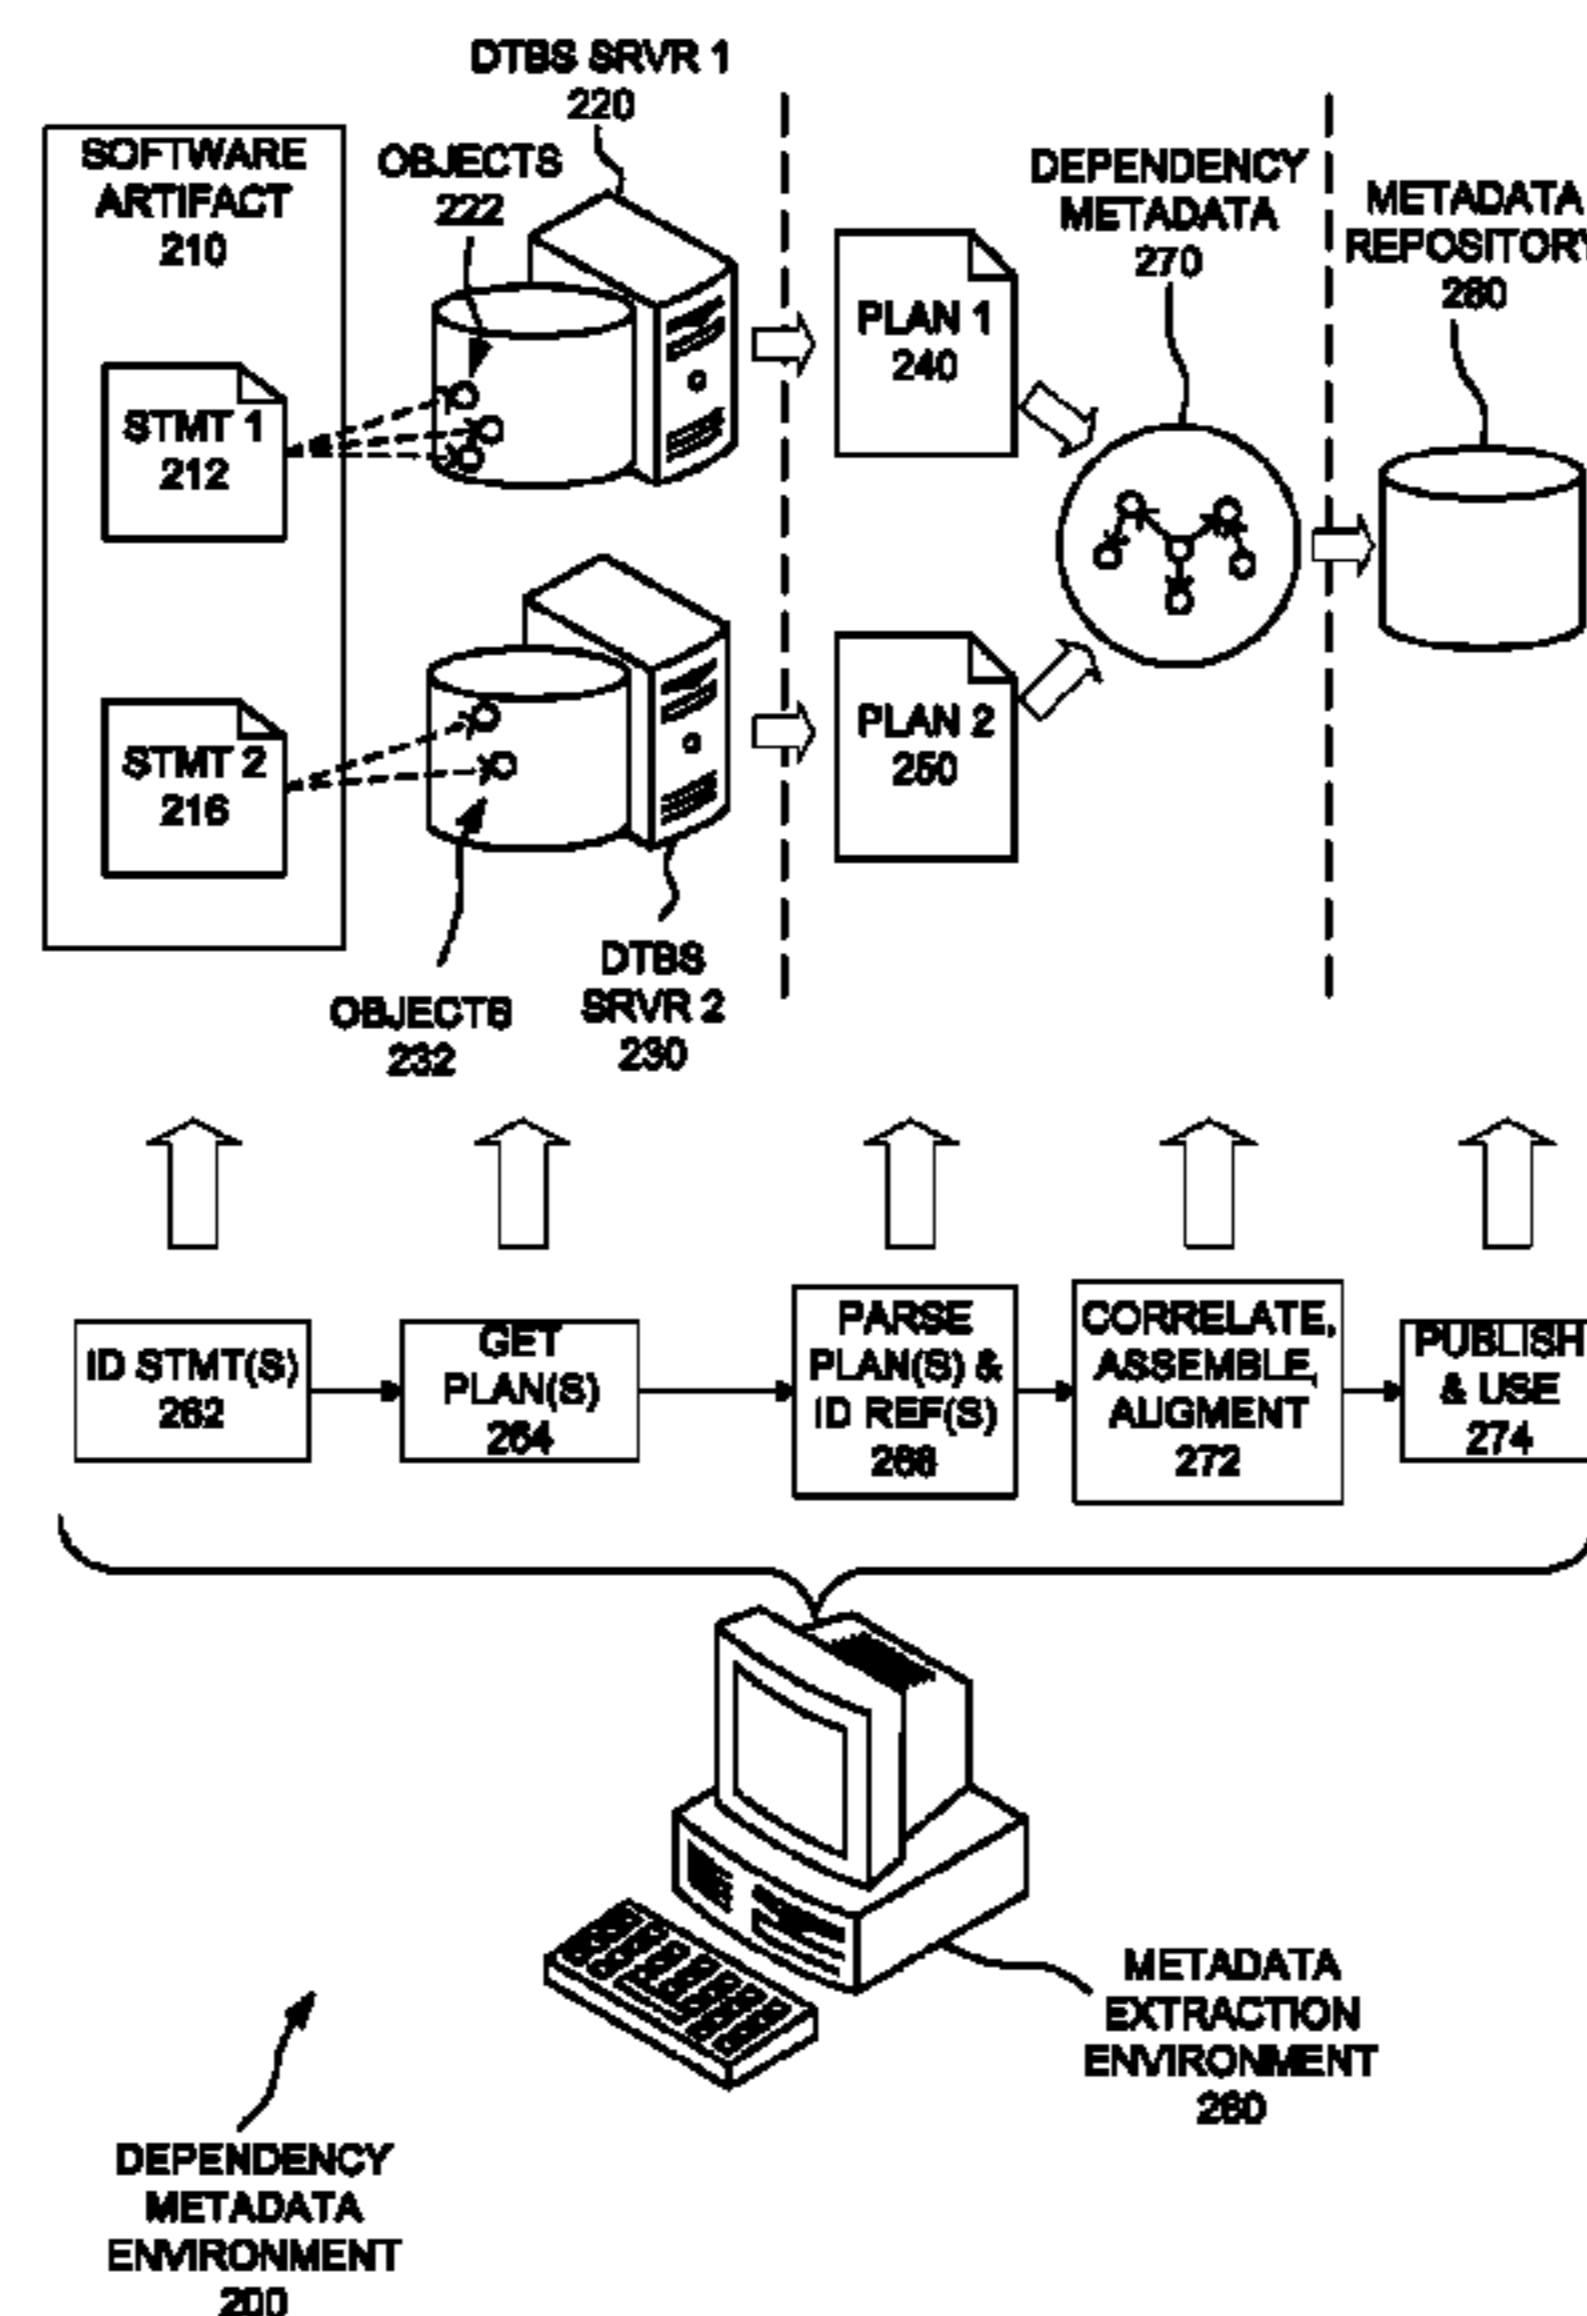 DTBS SRVR 1
220
SOFTWARE
ARTIFACT
210
OBJECTS
222
DEPENDENCY
METADATA
270
METADATA
REPOSITORY
280
STMT 1
212
PLAN 1
240
STMT 2
216
PLAN 2
250
OBJECTS
232
DTBS
SRVR 2
230
ID STMT(S)
262
GET
PLAN(S)
264
PARSE
PLAN(S) &
ID REF(S)
268
CORRELATE,
ASSEMBLE,
AUGMENT
272
PUBLISH
& USE
274
METADATA
EXTRACTION
ENVIRONMENT
260
DEPENDENCY
METADATA
ENVIRONMENT
200